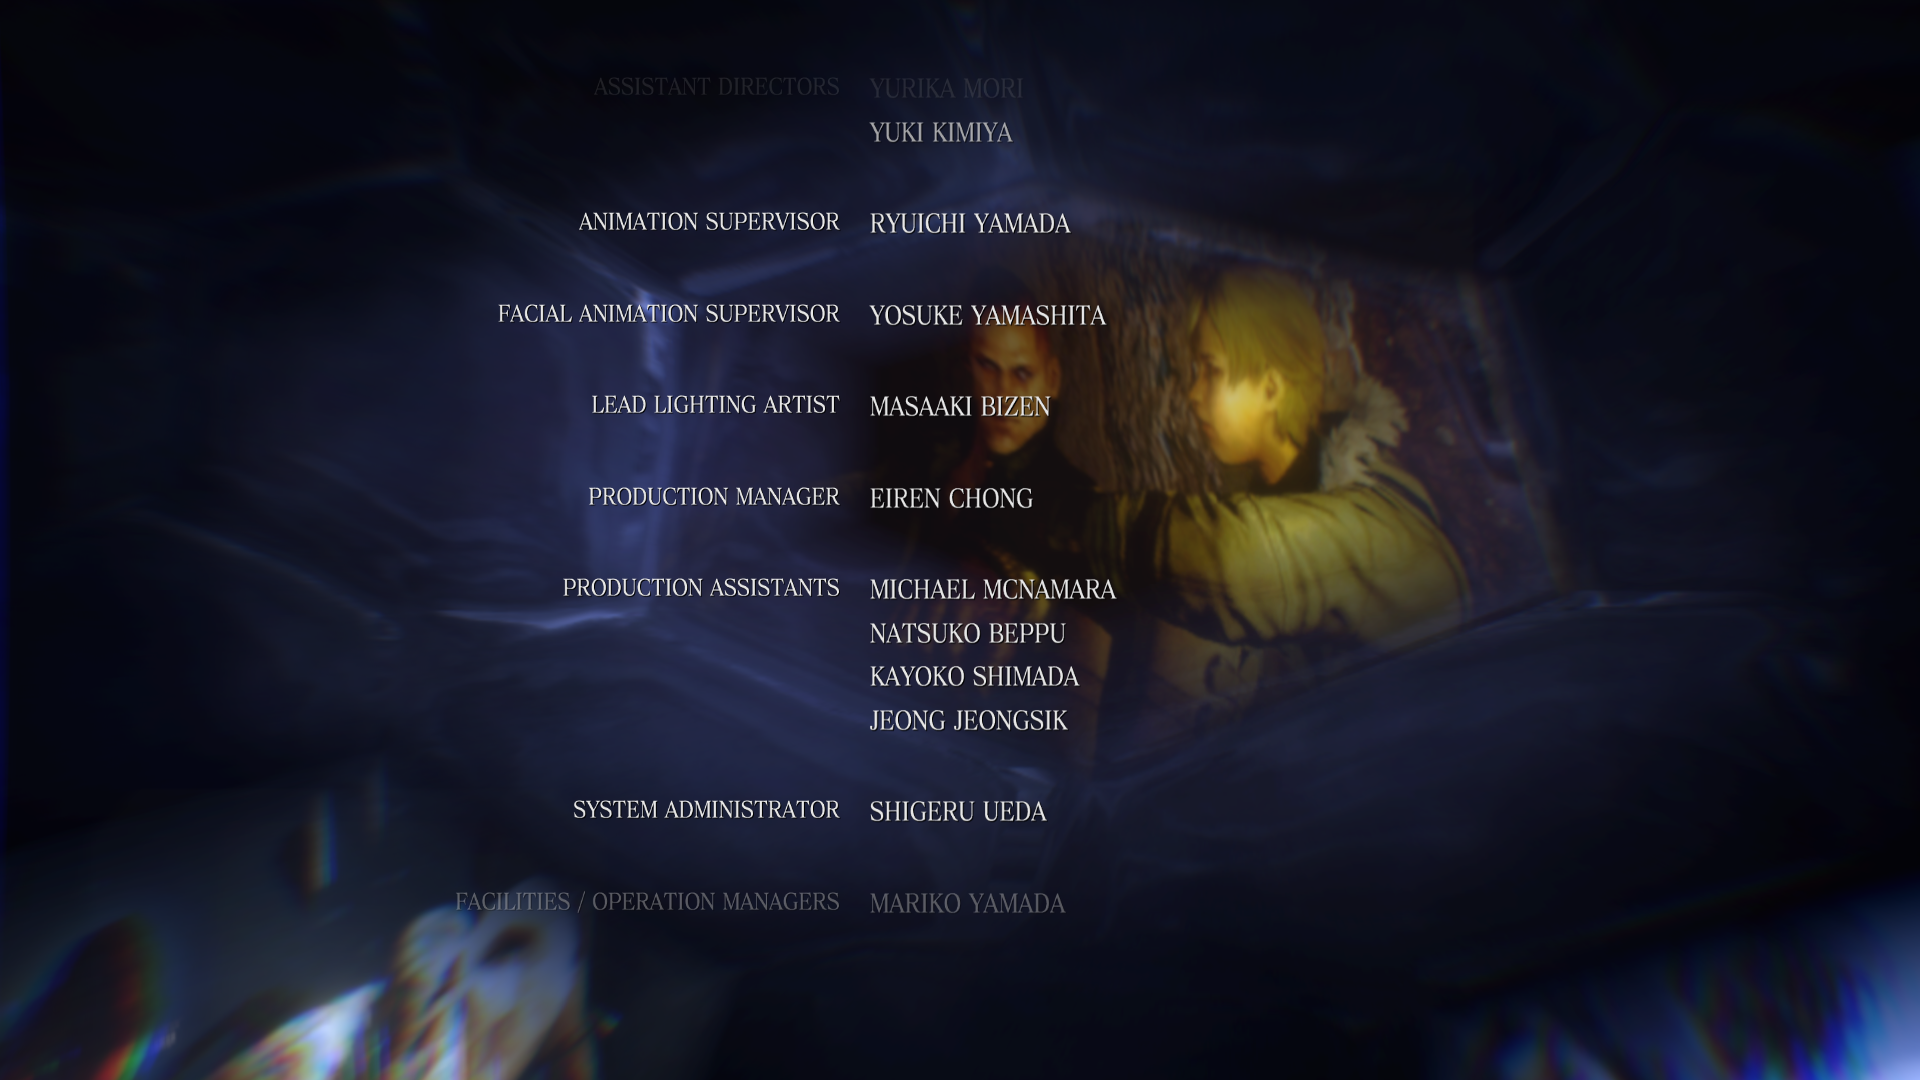 ASSISTANT DIRECTORS YURIKA MORI
YUKI KIMIYA
ANIMATION SUPERVISOR RYUICHI YAMADA
FACIAL ANIMATION SUPERVISOR YOSUKE YAMASHITA
LEAD LIGHTING ARTIST MASAAKI BIZEN
PRODUCTION MANAGER EIREN CHONG
PRODUCTION ASSISTANTS MICHAEL MCNAMARA
NATSUKO BEPPU
KAYOKO SHIMADA
JEONG JEONGSIK
SYSTEM ADMINISTRATOR SHIGERU UEDA
FACILITIES / OPERATION MANAGERS MARIKO YAMADA